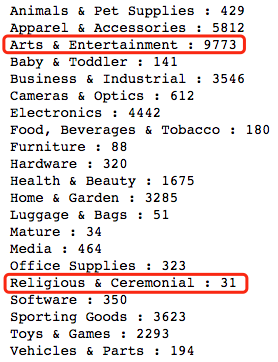 Animals & Pet Supplies : 429
Apparel & Accessories : 5812
Arts & Entertainment : 9773
Baby & Toddler : 141
Business & Industrial : 3546
Cameras & Optics : 612
Electronics : 4442
Food, Beverages & Tobacco : 180
Furniture : 88
Hardware : 320
Health & Beauty : 1675
Home & Garden : 3285
Luggage & Bags : 51
Mature : 34
Media : 464
Office Supplies : 323
Religious & Ceremonial : 31
Software : 350
Sporting Goods : 3623
Toys & Games : 2293
Vehicles & Parts : 194